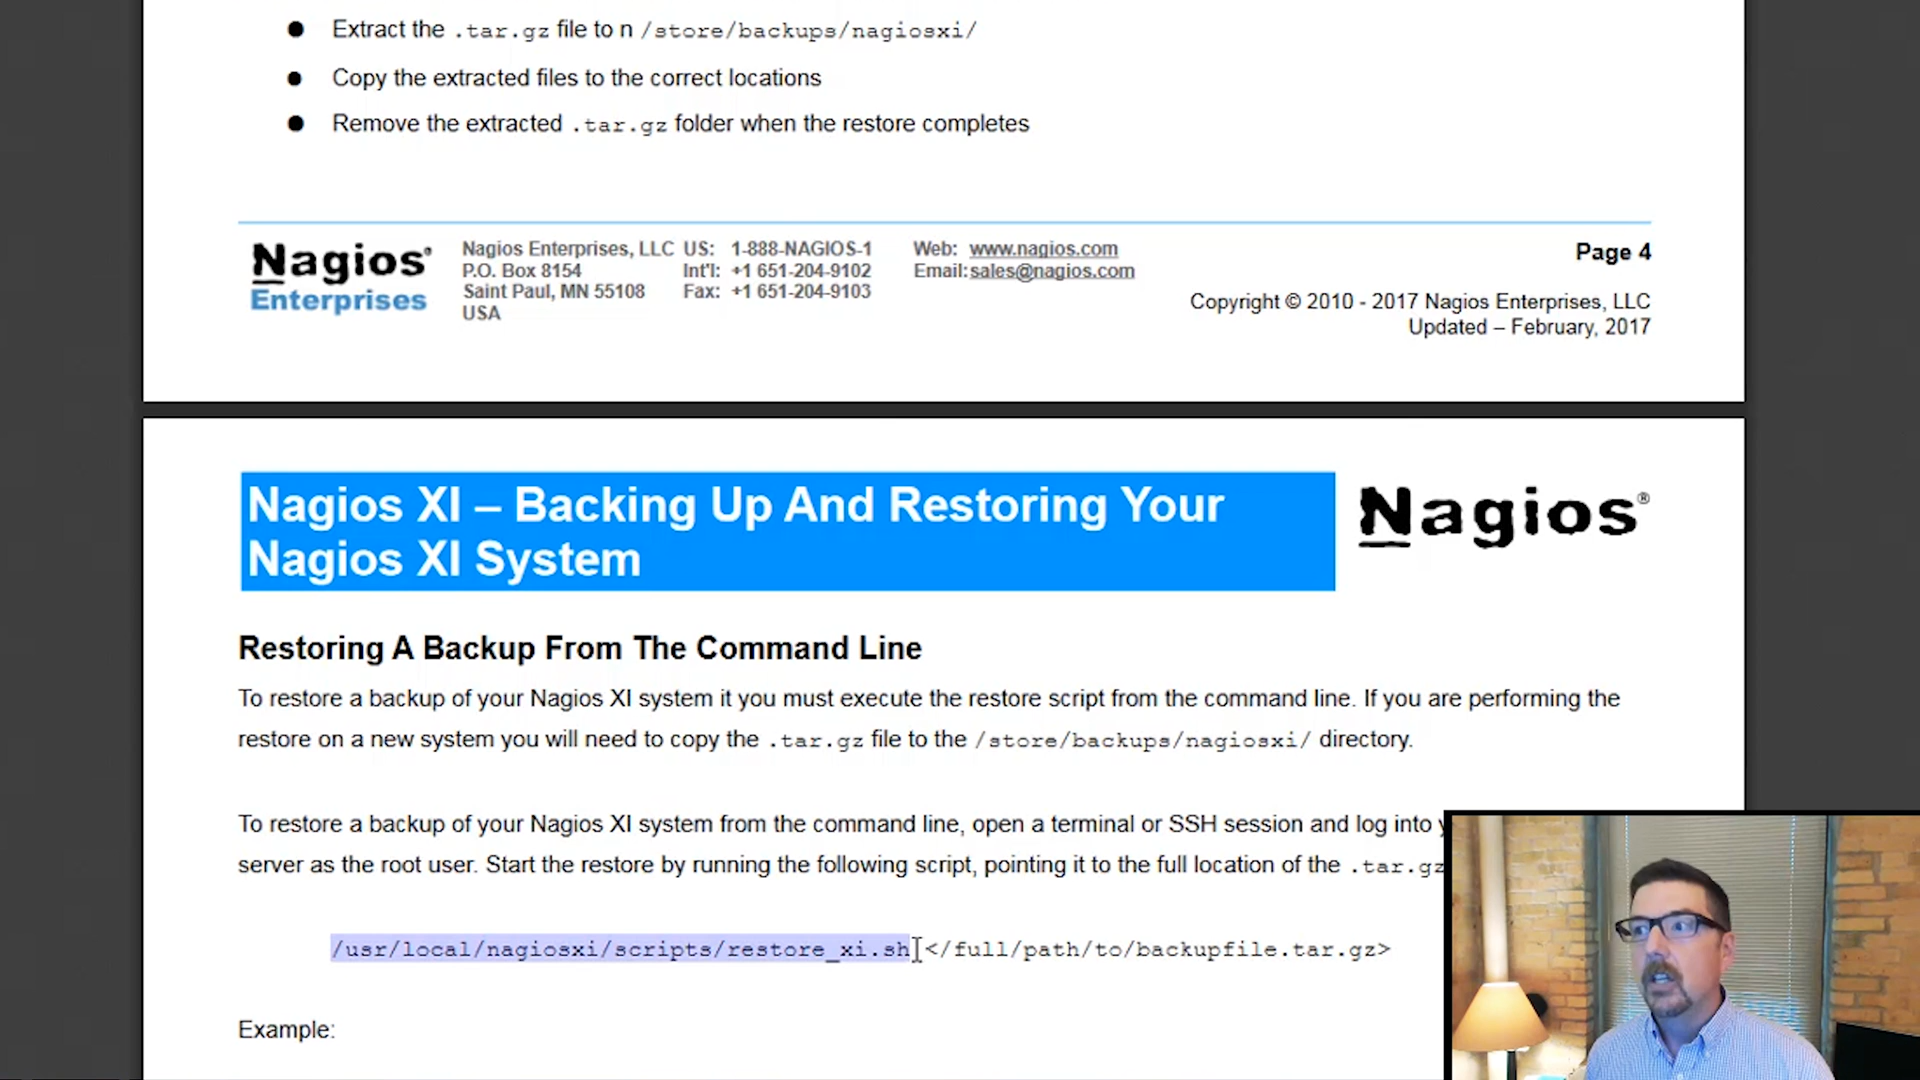 ● Extract the .tar.gz file to n /store/backups/nagiosxi/
● Copy the extracted files to the correct locations
● Remove the extracted .tar.gz folder when the restore completes
Nagios®
Enterprises
Nagios Enterprises, LLC
P.O. Box 8154
Saint Paul, MN 55108
USA
US: 1-888-NAGIOS-1
Int'l: +1 651-204-9102
Fax: +1 651-204-9103
Web: www.nagios.com
Email: sales@nagios.com
Page 4
Copyright © 2010 - 2017 Nagios Enterprises, LLC
Updated – February, 2017
Nagios XI – Backing Up And Restoring Your
Nagios XI System
Nagios®
Restoring A Backup From The Command Line
To restore a backup of your Nagios XI system it you must execute the restore script from the command line. If you are performing the
restore on a new system you will need to copy the .tar.gz file to the /store/backups/nagiosxi/ directory.
To restore a backup of your Nagios XI system from the command line, open a terminal or SSH session and log into
server as the root user. Start the restore by running the following script, pointing it to the full location of the .tar.gz
/usr/local/nagiosxi/scripts/restore_xi.sh </full/path/to/backupfile.tar.gz>
Example: